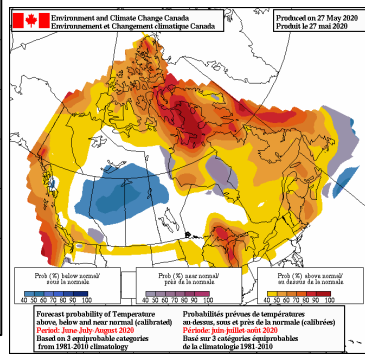 Environment and Climate Change Canada
Environnement et Changement climatique Canada
Produced on 27 May 2020
Produit le 27 mai 2020
Prob (%) below normal/
sous la normale
40 50 60 70 80 90 100
Prob (%) near normal/
près de la normale
40 50 60 70 80 90 100
Prob (%) above normal/
au dessus de la normale
40 50 60 70 80 90 100
Forecast probability of Temperature
above, below and near normal (calibrated)
Period: June-July-August 2020
Based on 3 equiprobable categories
from 1981-2010 climatology
Probabilités prévues de températures
au-dessus, sous et près de la normale (calibrées)
Période: juin-juillet-août 2020
Basé sur 3 catégories équiprobables
de la climatologie 1981-2010